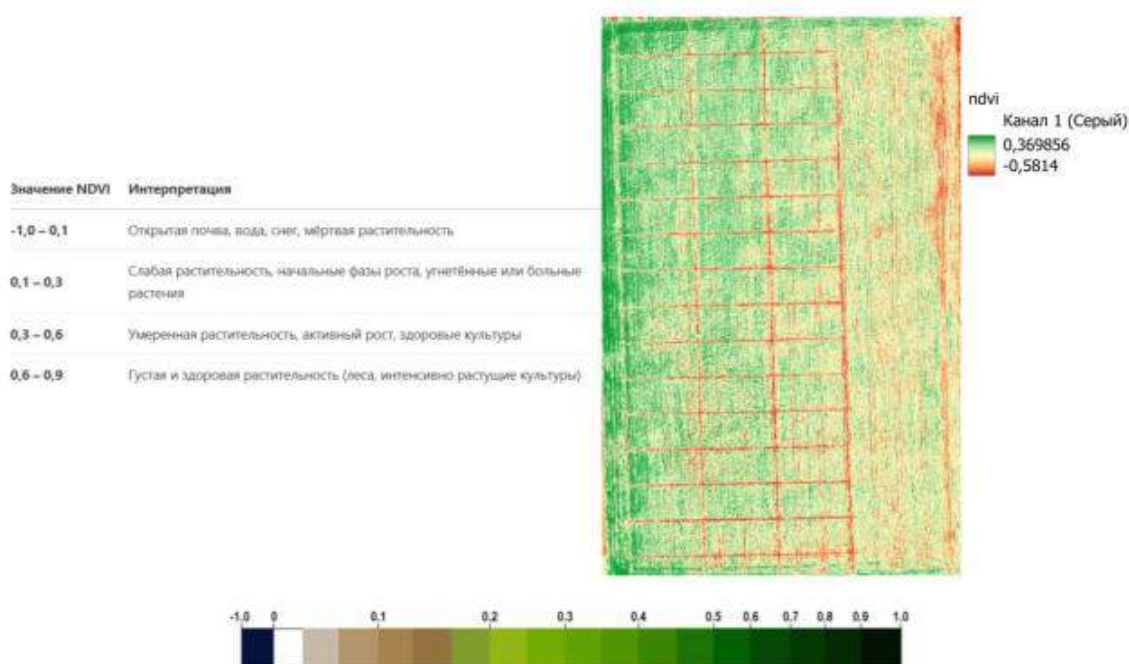 Значение NDVI Интерпретация
-1,0 – 0,1 Открытая почва, вода, снег, мёртвая растительность
0,1 – 0,3 Слабая растительность, начальные фазы роста, угнетённые или больные
растения
0,3 – 0,6 Умеренная растительность, активный рост, здоровые культуры
0,6 – 0,9 Густая и здоровая растительность (леса, интенсивно растущие культуры)
ndvi
Канал 1 (Серый)
0,369856
-0,5814
-1.0 0 0.1 0.2 0.3 0.4 0.5 0.6 0.7 0.8 0.9 1.0